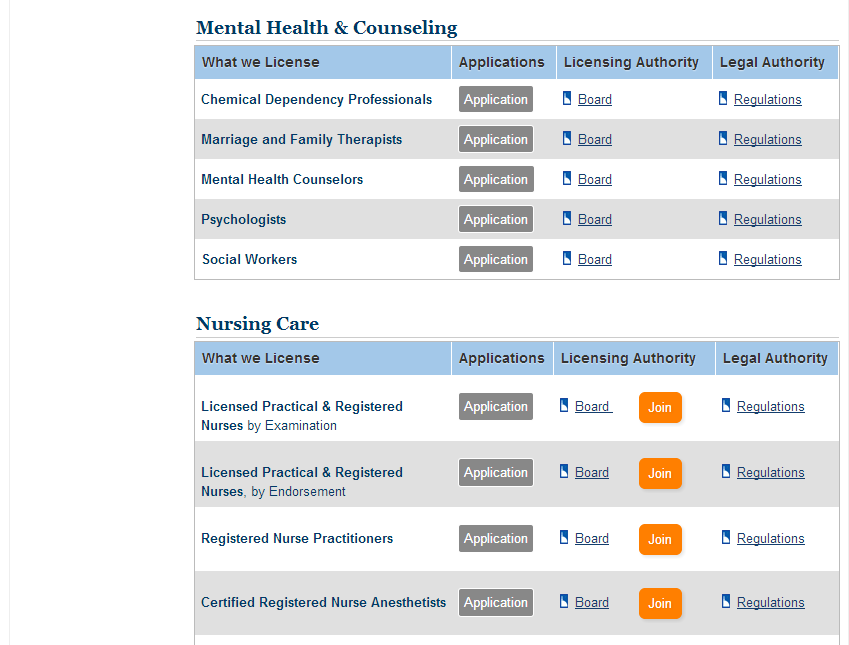 Mental Health & Counseling
What we License Applications Licensing Authority Legal Authority
Chemical Dependency Professionals Application Board Regulations
Marriage and Family Therapists Application Board Regulations
Mental Health Counselors Application Board Regulations
Psychologists Application Board Regulations
Social Workers Application Board Regulations
Nursing Care
What we License Applications Licensing Authority Legal Authority
Licensed Practical & Registered Application Board Join Regulations
Nurses by Examination
Licensed Practical & Registered Application Board Join Regulations
Nurses, by Endorsement
Registered Nurse Practitioners Application Board Join Regulations
Certified Registered Nurse Anesthetists Application Board Join Regulations